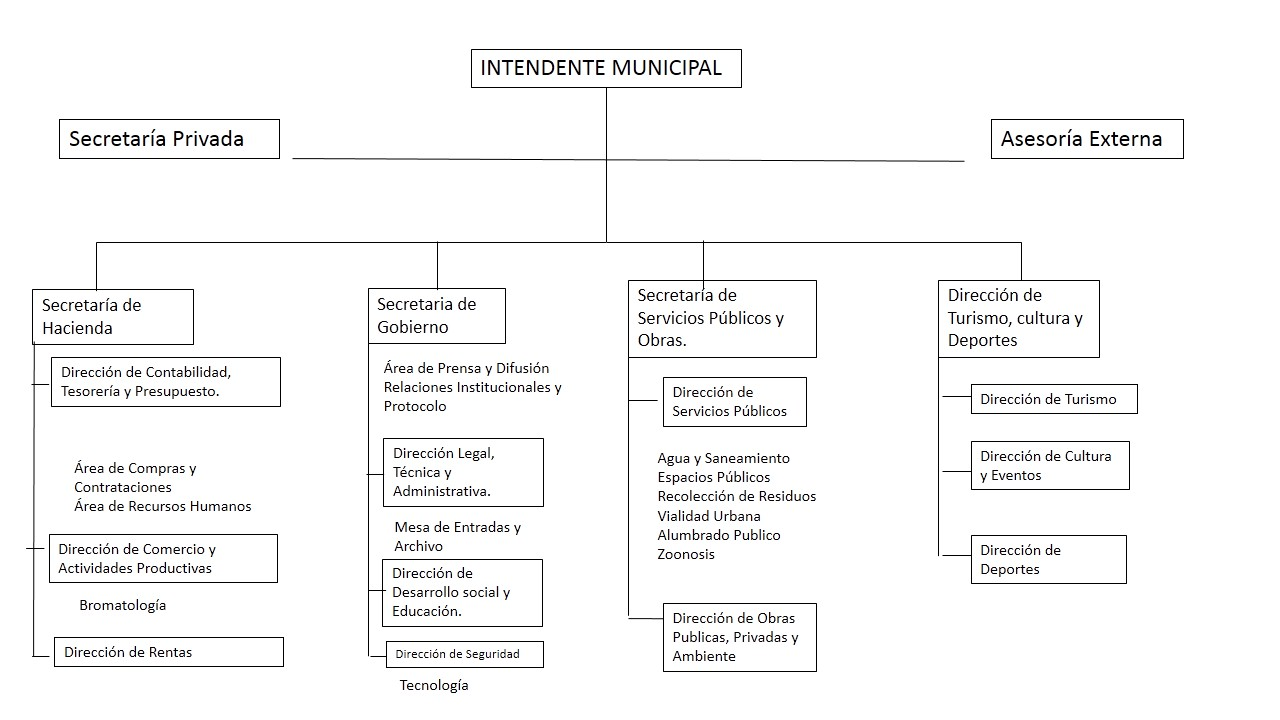 INTENDENTE MUNICIPAL
Secretaría Privada
Asesoría Externa
Secretaría de
Hacienda
Dirección de Contabilidad,
Tesorería y Presupuesto.
Área de Compras y
Contrataciones
Área de Recursos Humanos
Dirección de Comercio y
Actividades Productivas
Bromatología
Dirección de Rentas
Secretaria de
Gobierno
Área de Prensa y Difusión
Relaciones Institucionales y
Protocolo
Dirección Legal,
Técnica y
Administrativa.
Mesa de Entradas y
Archivo
Dirección de
Desarrollo social y
Educación.
Dirección de Seguridad
Tecnología
Secretaría de
Servicios Públicos y
Obras.
Dirección de
Servicios Públicos
Agua y Saneamiento
Espacios Públicos
Recolección de Residuos
Vialidad Urbana
Alumbrado Publico
Zoonosis
Dirección de Obras
Publicas, Privadas y
Ambiente
Dirección de
Turismo, cultura y
Deportes
Dirección de Turismo
Dirección de Cultura
y Eventos
Dirección de
Deportes